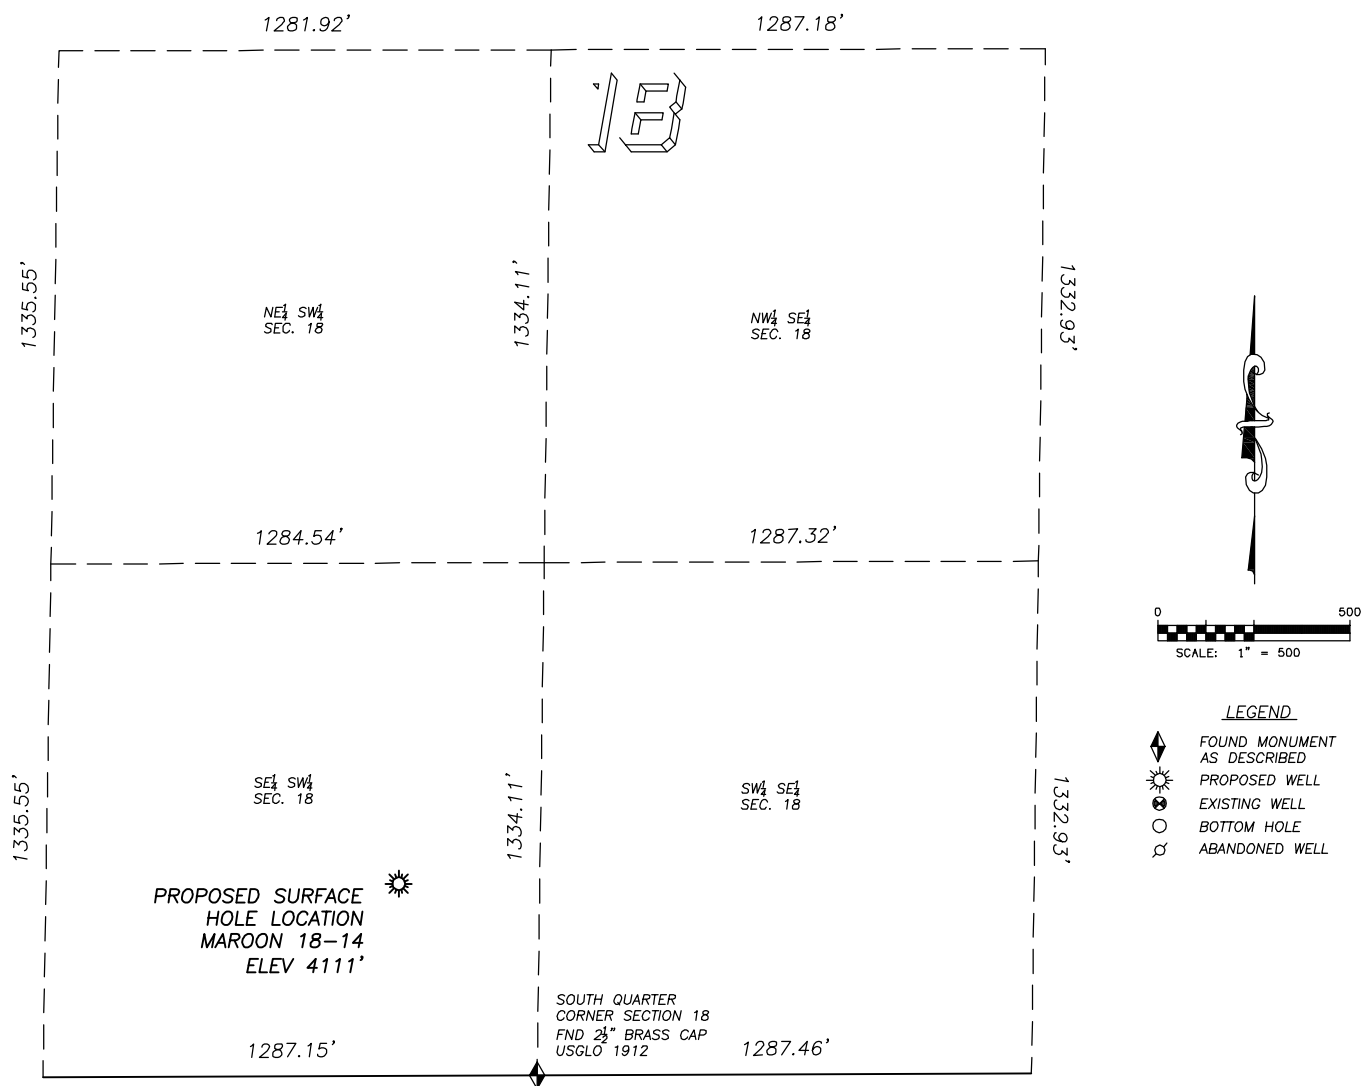 1281.92'
1287.18'
18
1335.55'
1334.11'
1332.93'
NE1/4 SW1/4
SEC. 18
NW1/4 SE1/4
SEC. 18
1284.54'
1287.32'
0 500
SCALE: 1" = 500
LEGEND
FOUND MONUMENT
AS DESCRIBED
PROPOSED WELL
EXISTING WELL
BOTTOM HOLE
ABANDONED WELL
1335.55'
SE1/4 SW1/4
SEC. 18
1334.11'
SW1/4 SE1/4
SEC. 18
1332.93'
PROPOSED SURFACE
HOLE LOCATION
MAROON 18-14
ELEV 4111'
SOUTH QUARTER
CORNER SECTION 18
FND 2 1/2" BRASS CAP
USGLO 1912
1287.15'
1287.46'